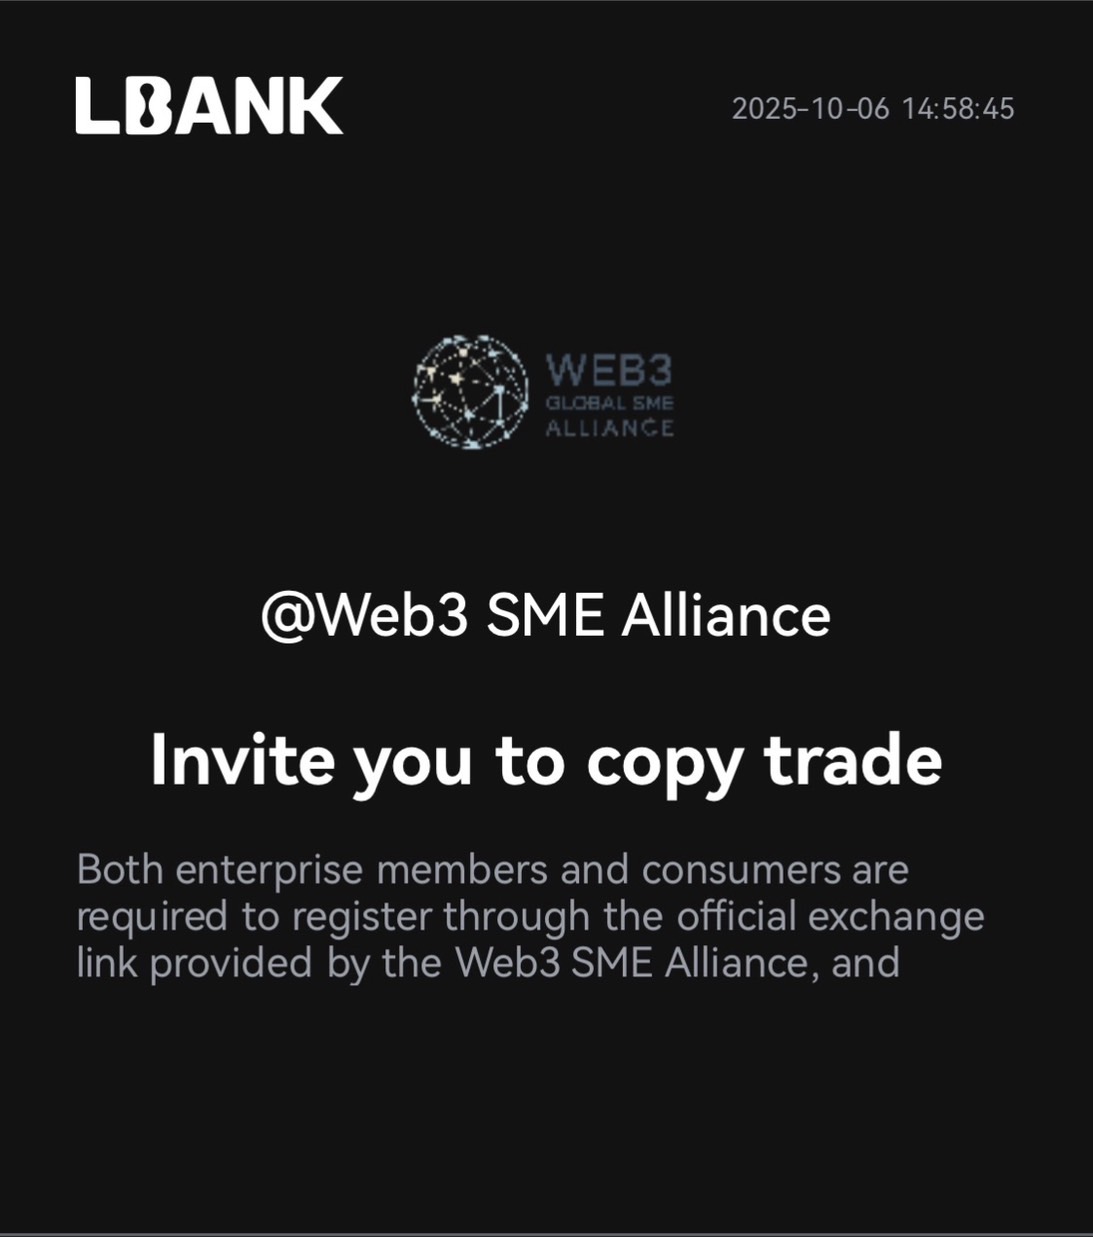 LBANK
2025-10-06 14:58:45
WEB3
GLOBAL SME
ALLIANCE
@Web3 SME Alliance
Invite you to copy trade
Both enterprise members and consumers are
required to register through the official exchange
link provided by the Web3 SME Alliance, and